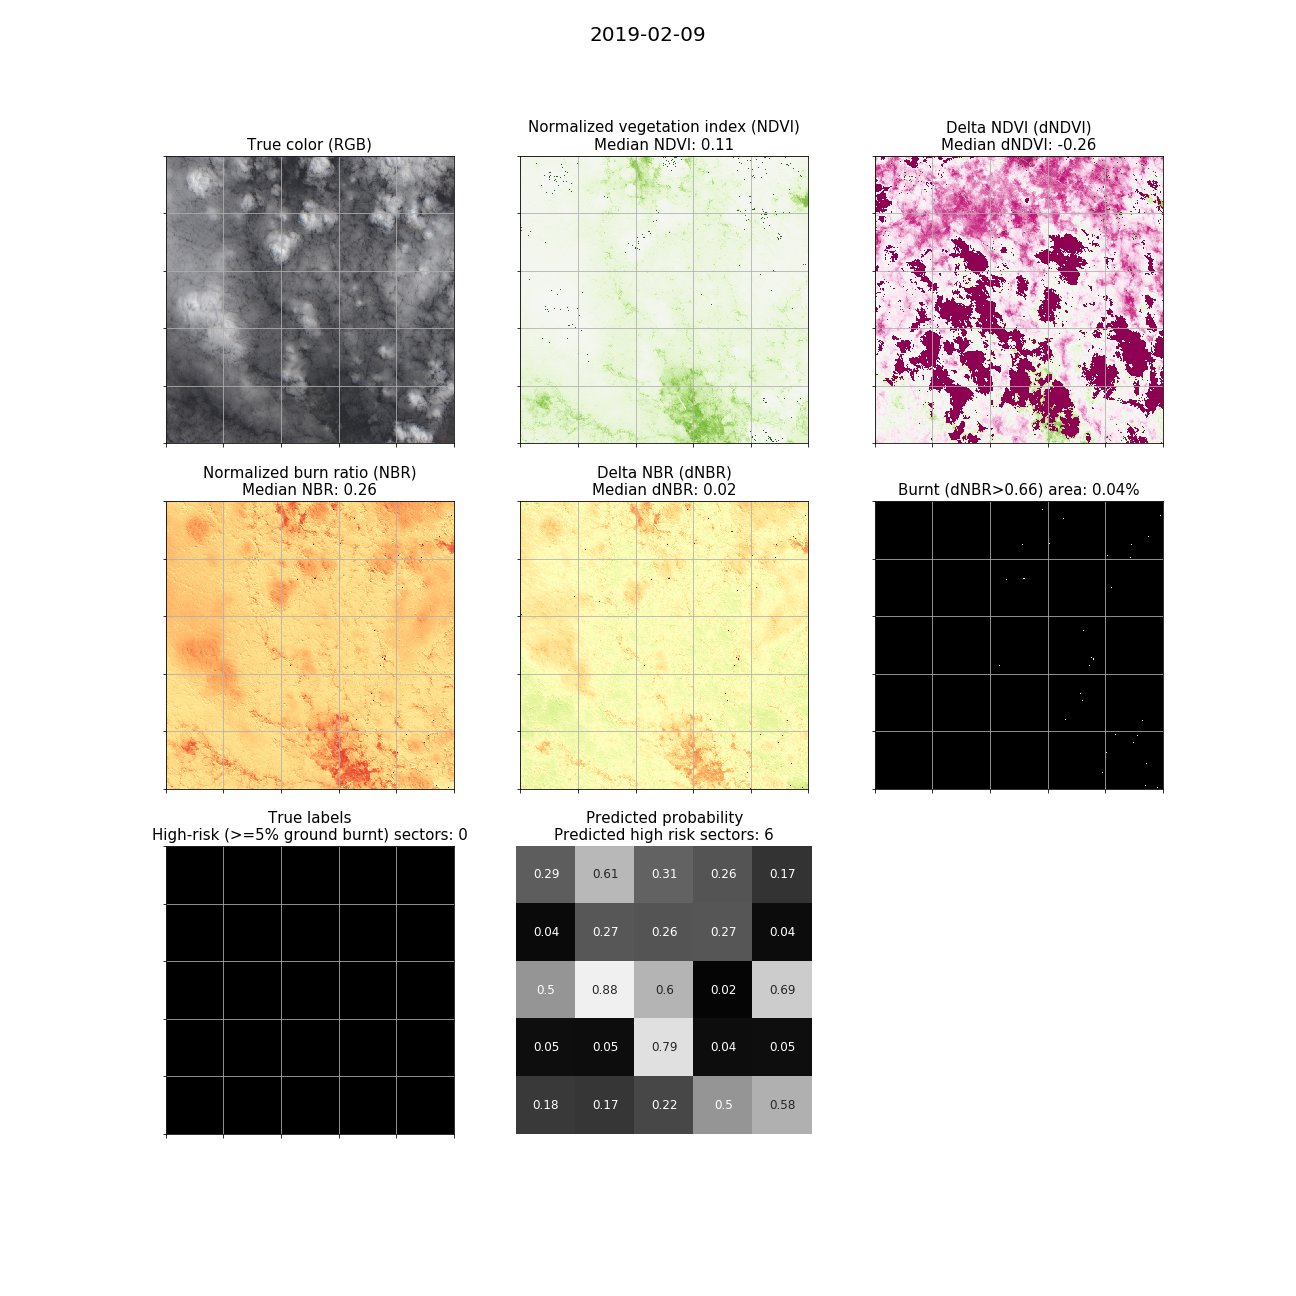 2019-02-09
True color (RGB)
Normalized vegetation index (NDVI)
Median NDVI: 0.11
Delta NDVI (dNDVI)
Median dNDVI: -0.26
Normalized burn ratio (NBR)
Median NBR: 0.26
Delta NBR (dNBR)
Median dNBR: 0.02
Burnt (dNBR>0.66) area: 0.04%
True labels
High-risk (>=5% ground burnt) sectors: 0
Predicted probability
Predicted high risk sectors: 6
0.29 0.61 0.31 0.26 0.17
0.04 0.27 0.26 0.27 0.04
0.5 0.88 0.6 0.02 0.69
0.05 0.05 0.79 0.04 0.05
0.18 0.17 0.22 0.5 0.58